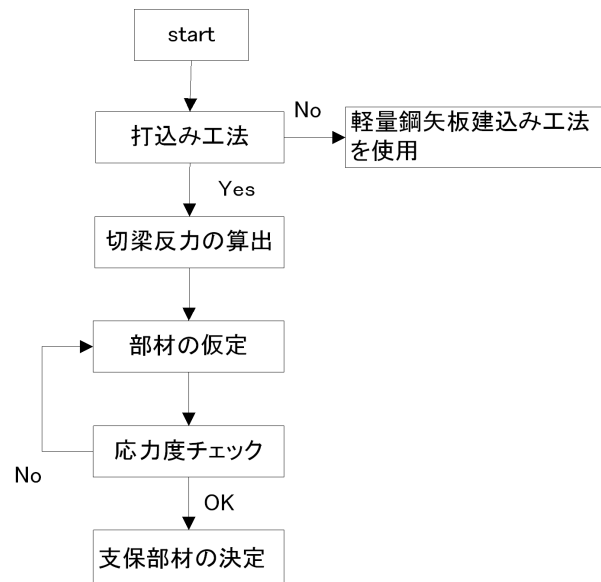 start
打込み工法
No
軽量鋼矢板建込み工法
を使用
Yes
切梁反力の算出
部材の仮定
応力度チェック
No
OK
支保部材の決定